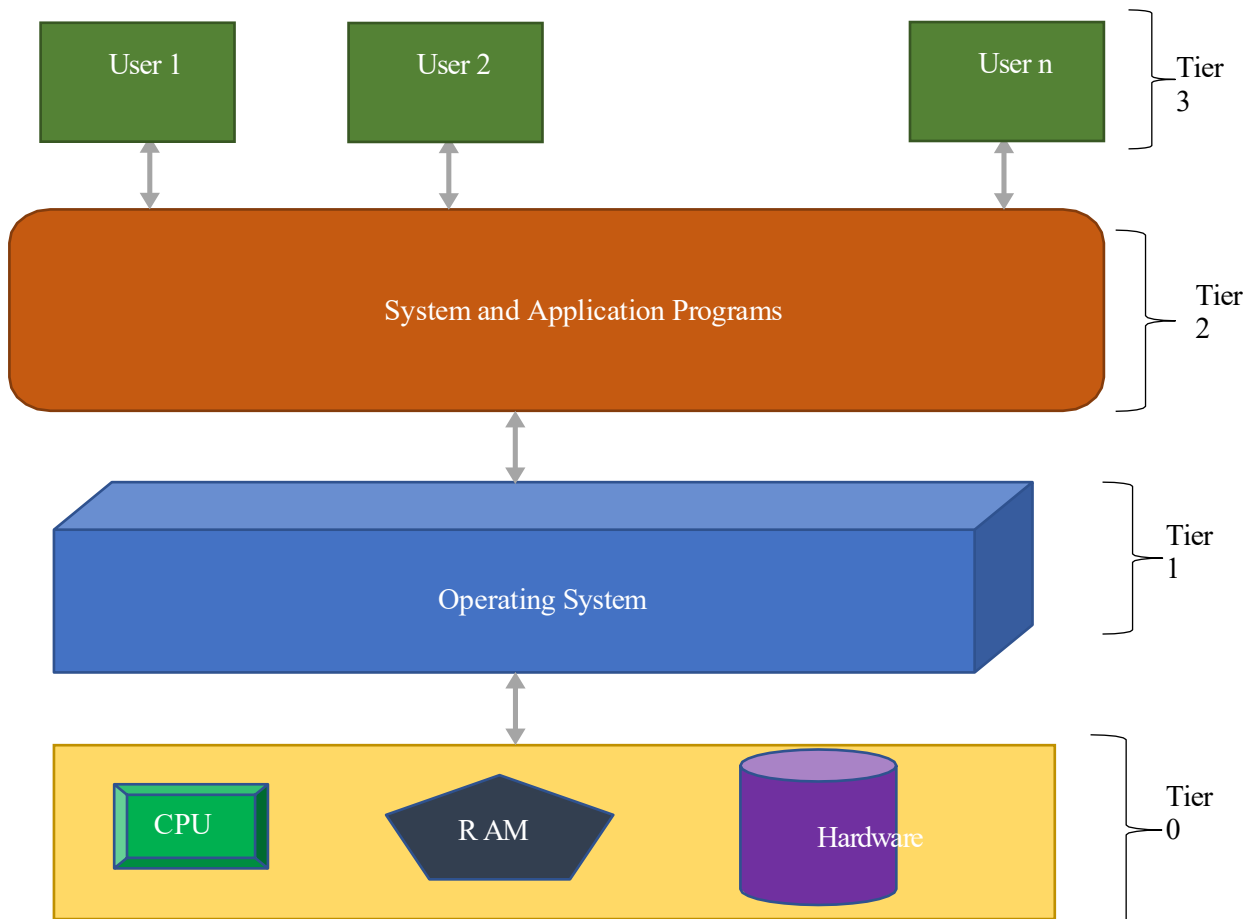 User 1
User 2
User n
Tier
3
System and Application Programs
Tier
2
Operating System
Tier
1
CPU
R AM
Hardware
Tier
0